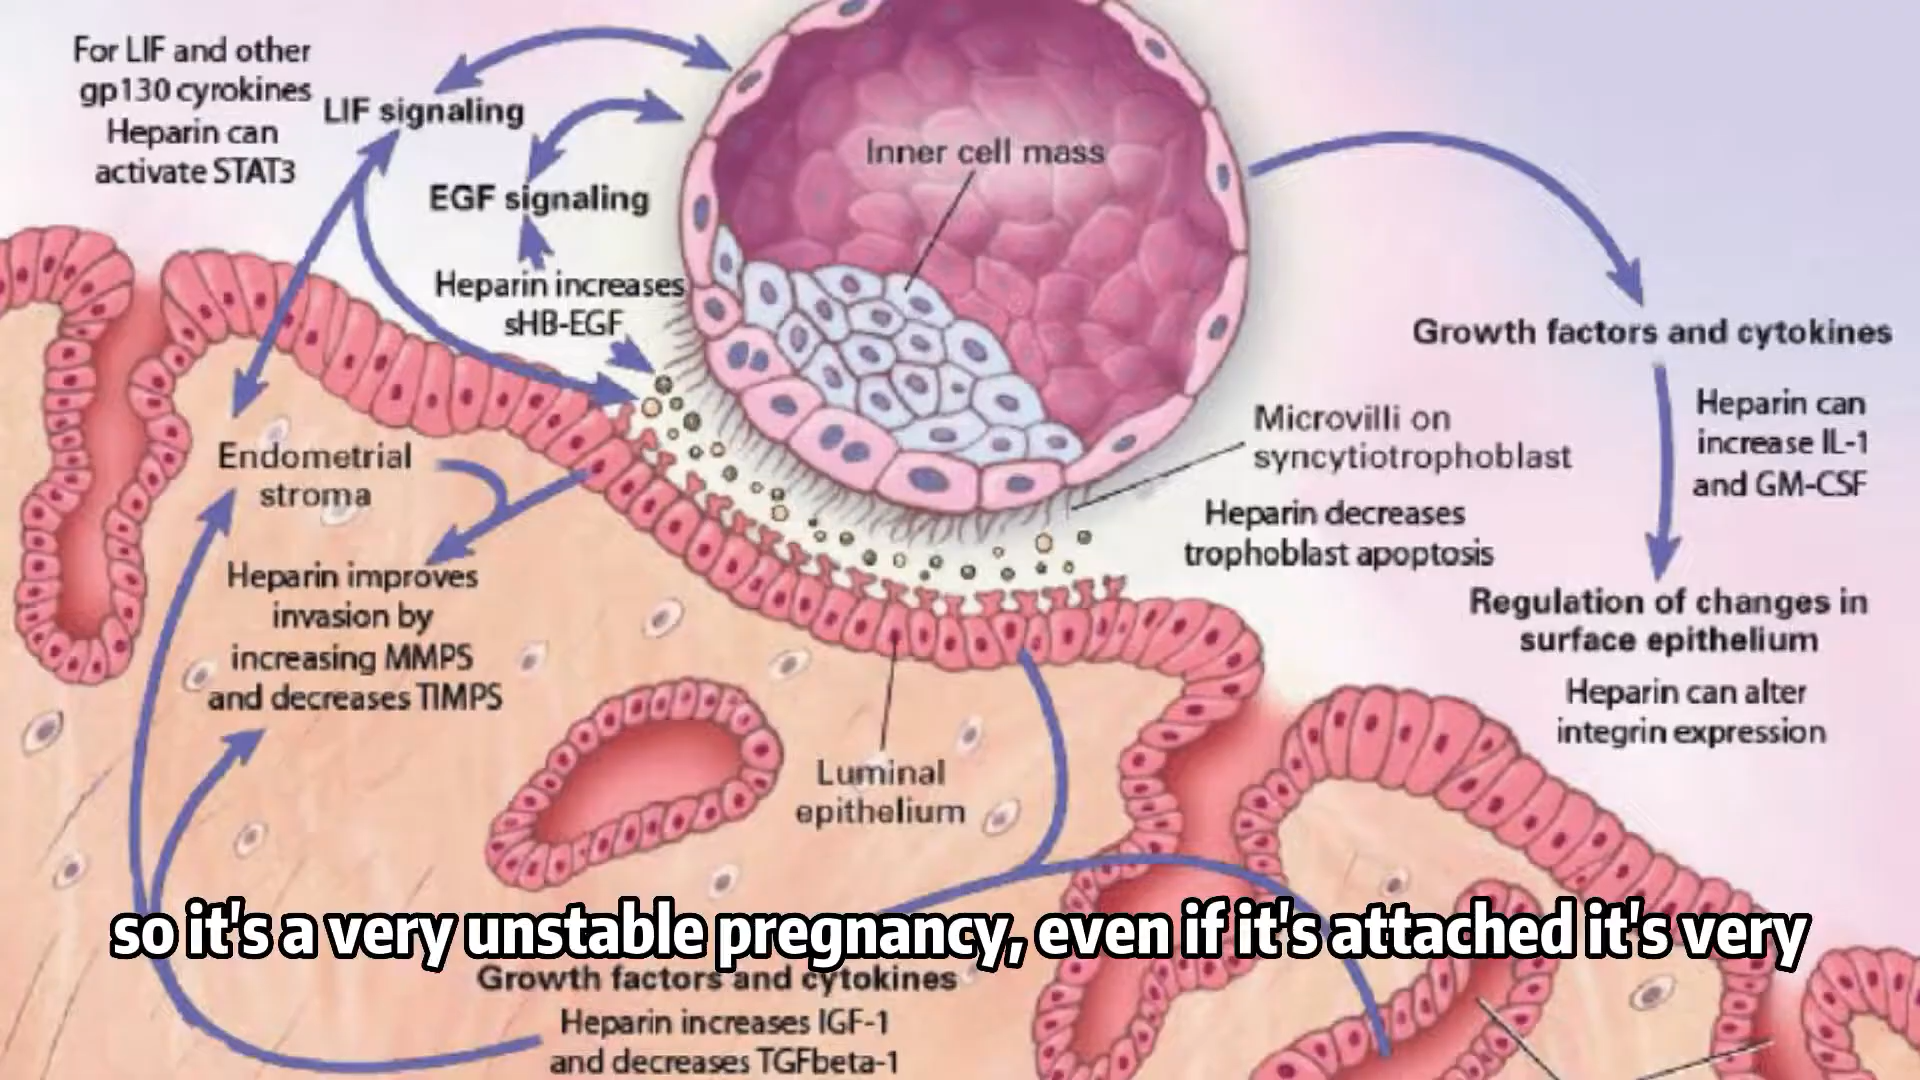 For LIF and other
gp130 cyrokines
Heparin can
activate STAT3
LIF signaling
EGF signaling
Heparin increases
sHB-EGF
Inner cell mass
Growth factors and cytokines
Heparin can
increase IL-1
and GM-CSF
Microvilli on
syncytiotrophoblast
Heparin decreases
trophoblast apoptosis
Regulation of changes in
surface epithelium
Heparin can alter
integrin expression
Endometrial
stroma
Heparin improves
invasion by
increasing MMPS
and decreases TIMPS
Luminal
epithelium
so it's a very unstable pregnancy, even if it's attached it's very
Growth factors and cytokines
Heparin increases IGF-1
and decreases TGFbeta-1